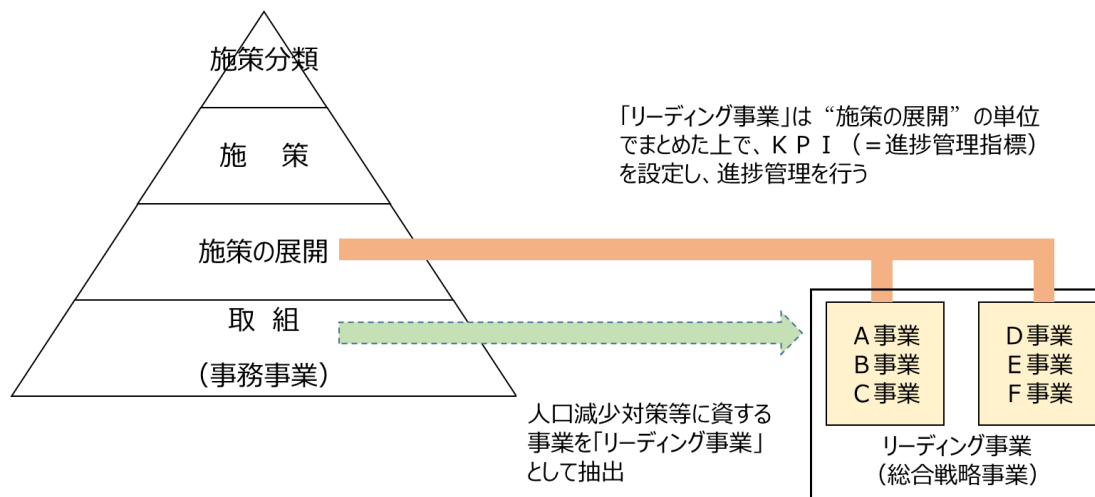 施策分類
施　策
施策の展開
取 組
（事務事業）
「リーディング事業」は“施策の展開”の単位
でまとめた上で、ＫＰＩ（＝進捗管理指標）
を設定し、進捗管理を行う
人口減少対策等に資する
事業を「リーディング事業」
として抽出
Ａ事業
Ｂ事業
Ｃ事業
Ｄ事業
Ｅ事業
Ｆ事業
リーディング事業
（総合戦略事業）